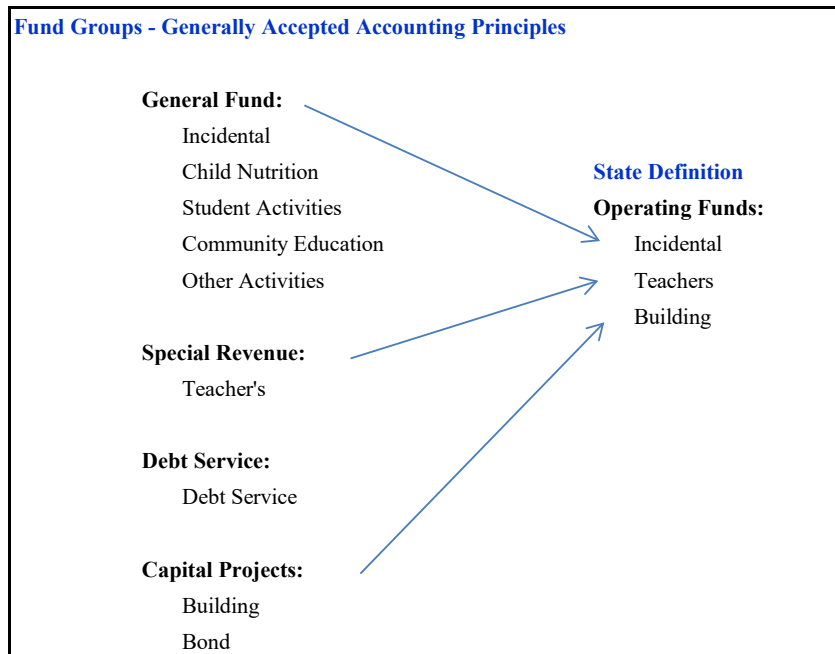 Fund Groups - Generally Accepted Accounting Principles
General Fund:
Incidental
Child Nutrition
Student Activities
Community Education
Other Activities
Special Revenue:
Teacher's
Debt Service:
Debt Service
Capital Projects:
Building
Bond
State Definition
Operating Funds:
Incidental
Teachers
Building